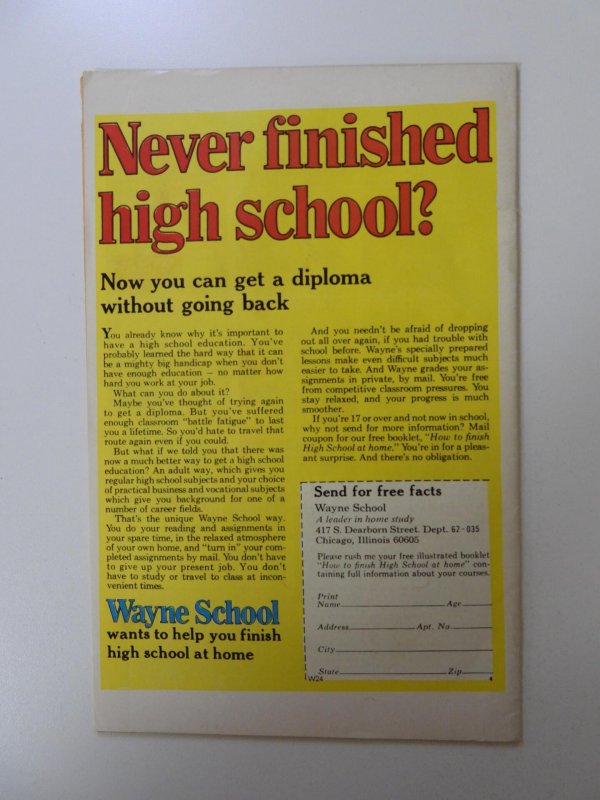 Never finished
high school?
Now you can get a diploma
without going back
You already know why it's important to
have a high school education. You've
probably learned the hard way that it can
be a mighty big handicap when you don't
have enough education — no matter how
hard you work at your job.
What can you do about it?
Maybe you've thought of trying again
to get a diploma. But you've suffered
enough classroom "battle fatigue" to last
you a lifetime. So you'd hate to travel that
route again even if you could.
But what if we told you that there was
now a much better way to get a high school
education? An adult way, which gives you
regular high school subjects and your choice
of practical business and vocational subjects
which give you background for one of a
number of career fields.
That's the unique Wayne School way.
You do your reading and assignments in
your spare time, in the relaxed atmosphere
of your own home, and "turn in" your com-
pleted assignments by mail. You don't have
to give up your present job. You don't
have to study or travel to class at incon-
venient times.
Wayne School
wants to help you finish
high school at home
And you needn't be afraid of dropping
out all over again, if you had trouble with
school before. Wayne's specially prepared
lessons make even difficult subjects much
easier to take. And Wayne grades your as-
signments in private, by mail. You're free
from competitive classroom pressures. You
stay relaxed, and your progress is much
smoother.
If you're 17 or over and not now in school,
why not send for more information? Mail
coupon for our free booklet, "How to finish
High School at home." You're in for a pleas-
ant surprise. And there's no obligation.
Send for free facts
Wayne School
A leader in home study
417 S. Dearborn Street. Dept. 62-035
Chicago, Illinois 60605
Please rush me your free illustrated booklet
"How to finish High School at home" con-
taining full information about your courses.
Print
Name Age
Address Apt. No.
City
State Zip
W24